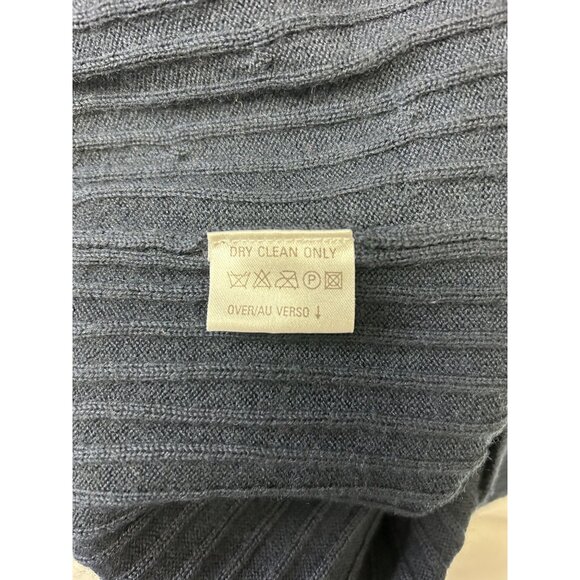 DRY CLEAN ONLY
P
OVER/AU VERSO ↓